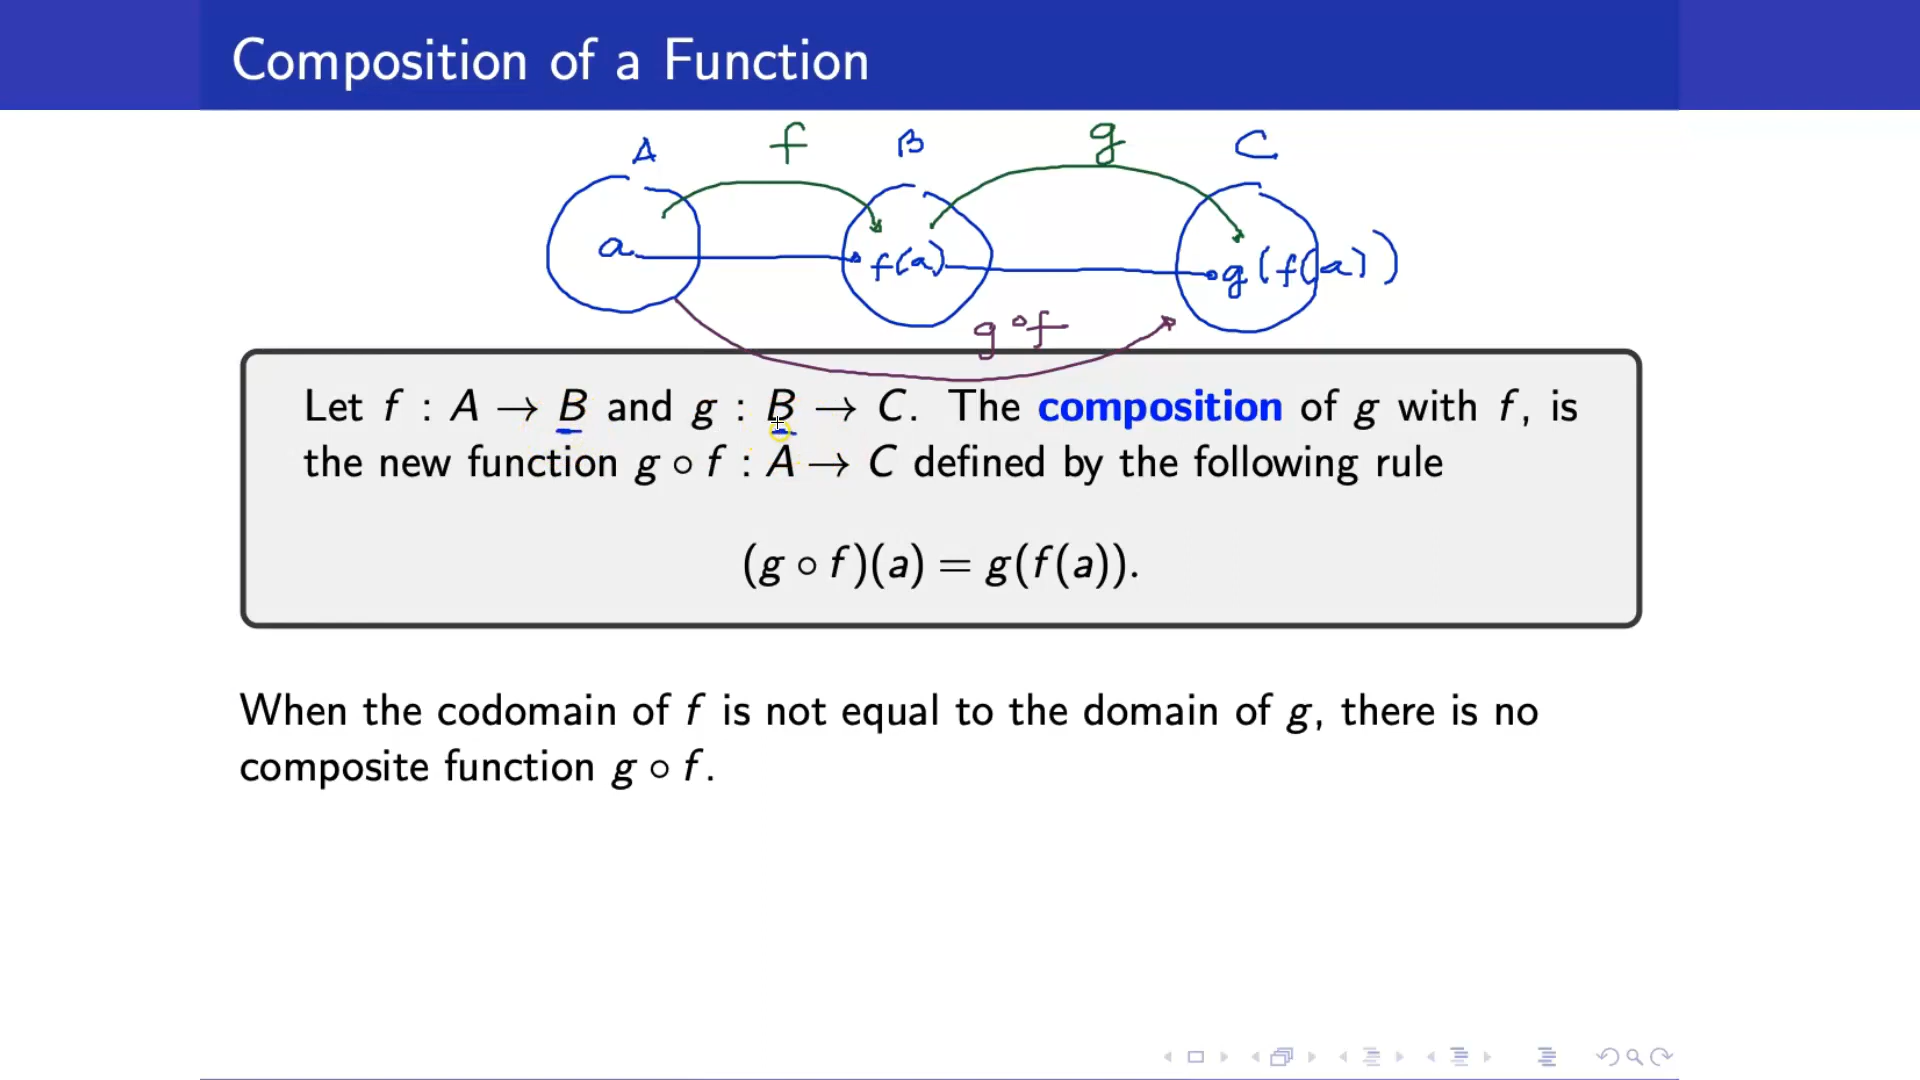 Composition of a Function
A f B g C
a f(a) g(f(a))
g∘f
Let f : A → B and g : B → C. The composition of g with f, is
the new function g ∘ f : A → C defined by the following rule
(g ∘ f)(a) = g(f(a)).
When the codomain of f is not equal to the domain of g, there is no
composite function g ∘ f.